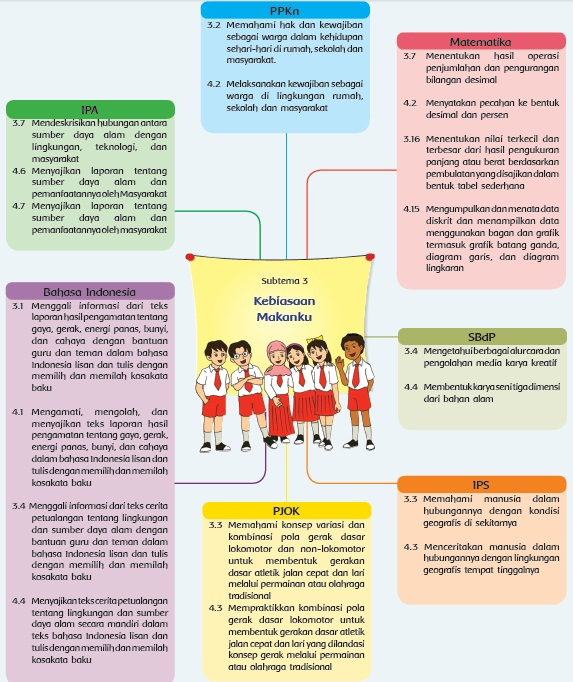 PPKn
3.2 Memahami hak dan kewajiban
sebagai warga dalam kehidupan
sehari-hari di rumah, sekolah dan
masyarakat.
4.2 Melaksanakan kewajiban sebagai
warga di lingkungan rumah,
sekolah dan masyarakat
Matematika
3.7 Menentukan hasil operasi
penjumlahan dan pengurangan
bilangan desimal
4.2 Menyatakan pecahan ke bentuk
desimal dan persen
3.16 Menentukan nilai terkecil dan
terbesar dari hasil pengukuran
panjang atau berat berdasarkan
pembulatan yang disajikan dalam
bentuk tabel sederhana
4.15 Mengumpulkan dan menata data
diskrit dan menampilkan data
menggunakan bagan dan grafik
termasuk grafik batang ganda,
diagram garis, dan diagram
lingkaran
IPA
3.7 Mendeskrisikan hubungan antara
sumber daya alam dengan
lingkungan, teknologi, dan
masyarakat
4.6 Menyajikan laporan tentang
sumber daya alam dan
pemanfaatannya oleh Masyarakat
4.7 Menyajikan laporan tentang
sumber daya alam dan
pemanfaatannya oleh masyarakat
Subtema 3
Kebiasaan
Makanku
Bahasa Indonesia
3.1 Menggali informasi dari teks
laporan hasil pengamatan tentang
gaya, gerak, energi panas, bunyi,
dan cahaya dengan bantuan
guru dan teman dalam bahasa
Indonesia lisan dan tulis dengan
memilih dan memilah kosakata
baku
4.1 Mengamati, mengolah, dan
menyajikan teks laporan hasil
pengamatan tentang gaya, gerak,
energi panas, bunyi, dan cahaya
dalam bahasa Indonesia lisan dan
tulis dengan memilih dan memilah
kosakata baku
3.4 Menggali informasi dari teks cerita
petualangan tentang lingkungan
dan sumber daya alam dengan
bantuan guru dan teman dalam
bahasa Indonesia lisan dan tulis
dengan memilih dan memilah
kosakata baku
4.4 Menyajikan teks cerita petualangan
tentang lingkungan dan sumber
daya alam secara mandiri dalam
teks bahasa Indonesia lisan dan
tulis dengan memilih dan memilah
kosakata baku
SBdP
3.4 Mengetahui berbagai alur cara dan
pengolahan media karya kreatif
4.4 Membentuk karya seni tiga dimensi
dari bahan alam
PJOK
3.3 Memahami konsep variasi dan
kombinasi pola gerak dasar
lokomotor dan non-lokomotor
untuk membentuk gerakan
dasar atletik jalan cepat dan lari
melalui permainan atau olahraga
tradisional
4.3 Mempraktikkan kombinasi pola
gerak dasar lokomotor untuk
membentuk gerakan dasar atletik
jalan cepat dan lari yang dilandasi
konsep gerak melalui permainan
atau olahraga tradisional
IPS
3.3 Memahami manusia dalam
hubungannya dengan kondisi
geografis di sekitarnya
4.3 Menceritakan manusia dalam
hubungannya dengan lingkungan
geografis tempat tinggalnya